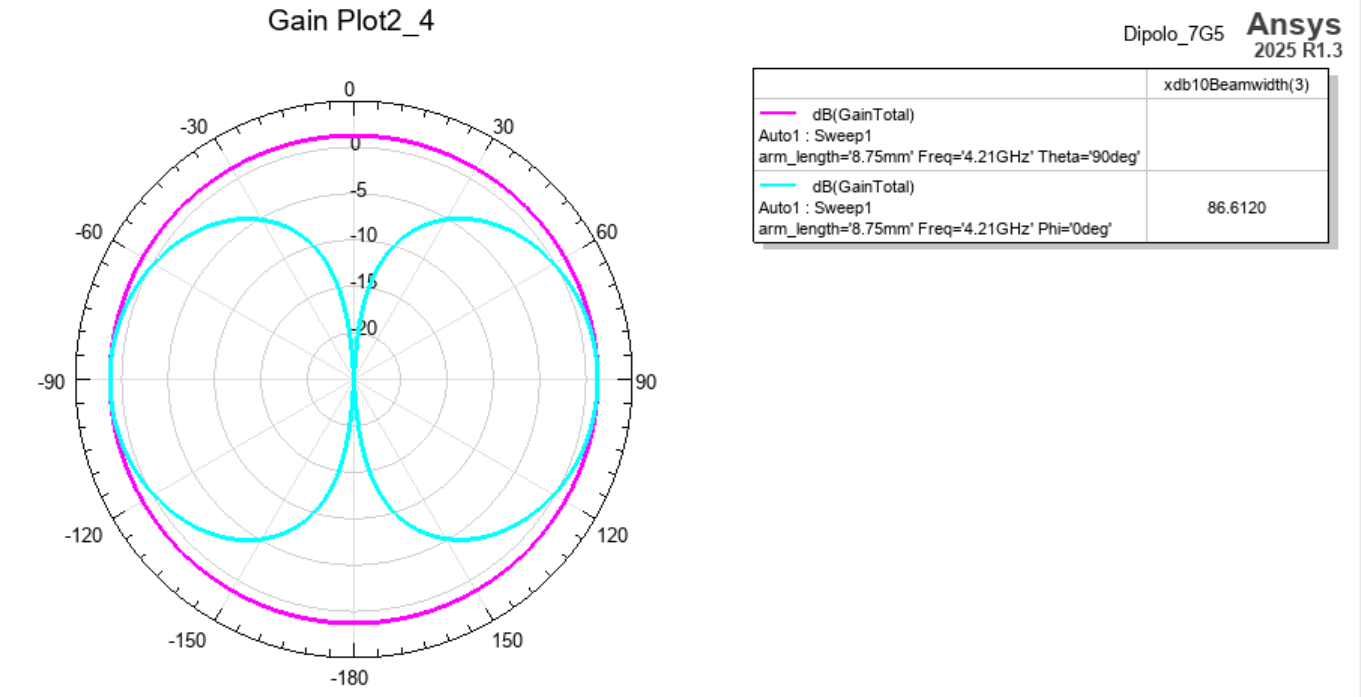 Gain Plot2_4
Dipolo_7G5
Ansys
2025 R1.3
xdb10Beamwidth(3)
dB(GainTotal)
Auto1 : Sweep1
arm_length='8.75mm' Freq='4.21GHz' Theta='90deg'
dB(GainTotal)
Auto1 : Sweep1
arm_length='8.75mm' Freq='4.21GHz' Phi='0deg'
86.6120
0
-30
30
0
-5
-60
60
-10
-15
-20
-90
90
-120
120
-150
150
-180